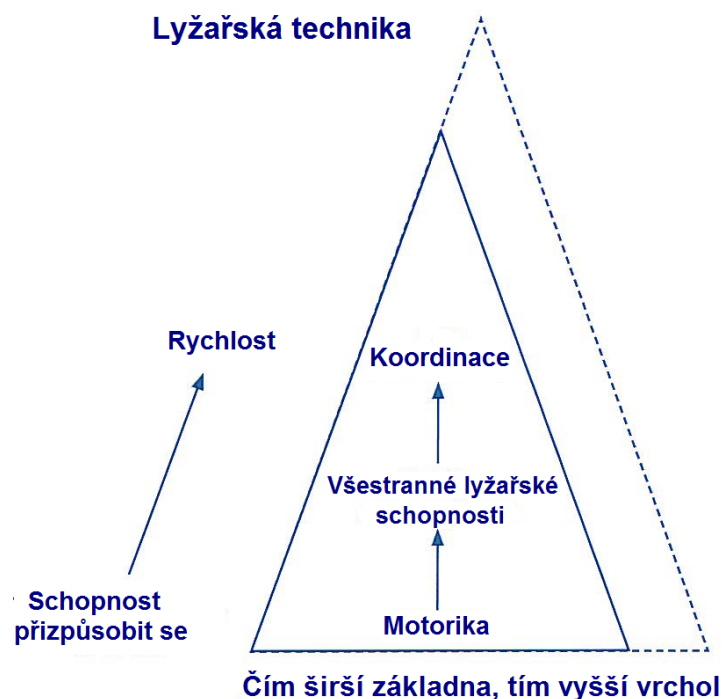 Lyžařská technika
Rychlost
Koordinace
Všestranné lyžařské
schopnosti
Schopnost
přizpůsobit se
Motorika
Čím širší základna, tím vyšší vrchol